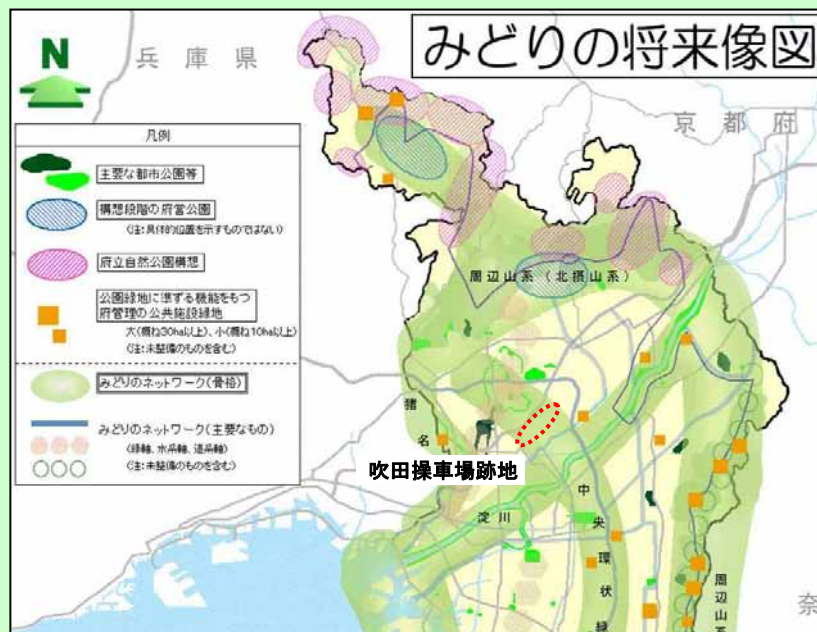 みどりの将来像図
N
兵庫県
京都府
凡例
主要な都市公園等
構想段階の府営公園
(注:具体的位置を示すものではない)
府立自然公園構想
公園緑地に準ずる機能をもつ
府管理の公共施設緑地
大(概ね30ha以上)、小(概ね10ha以上)
(注:未整備のものを含む)
みどりのネットワーク(骨格)
みどりのネットワーク(主要なもの)
(緑軸、水系軸、道系軸)
(注:未整備のものを含む)
周辺山系(北摂山系)
猪名
吹田操車場跡地
淀川
中央環状緑
周辺山系
奈